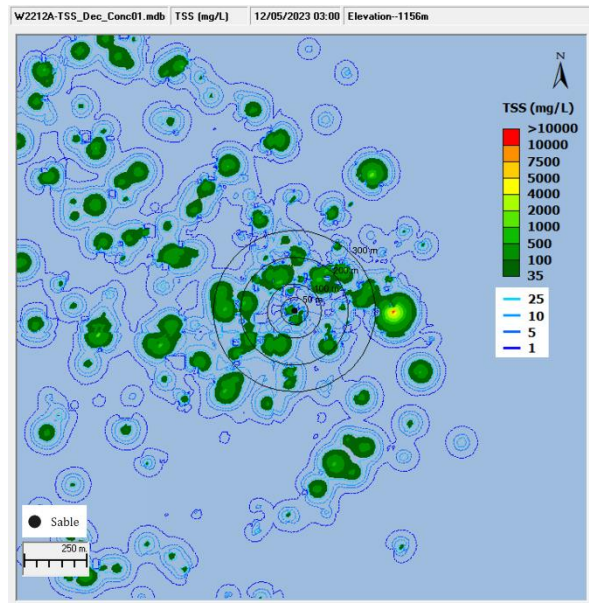 W2212A-TSS_Dec_Conc01.mdb TSS (mg/L) 12/05/2023 03:00 Elevation--1156m
N
TSS (mg/L)
>10000
10000
7500
5000
4000
2000
1000
500
100
35
25
10
5
1
300 m
200 m
100 m
50 m
Sable
250 m